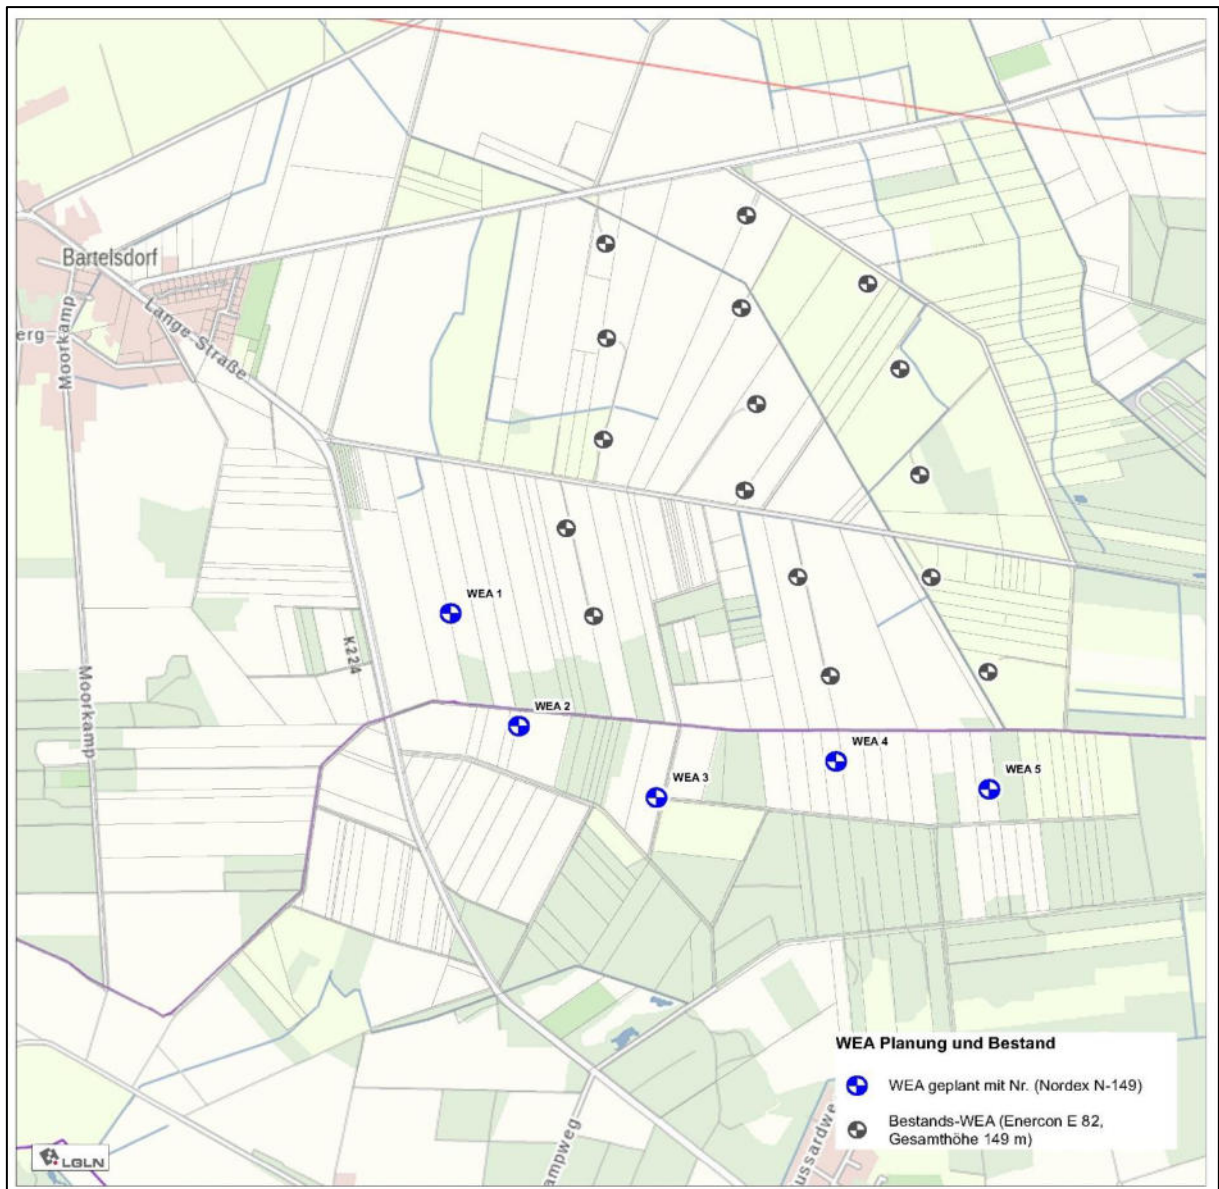 Bartelsdorf
Lange-Straße
Moorkamp
erg
WEA 1
K224
Moorkamp
WEA 2
WEA 4
WEA 3
WEA 5
WEA Planung und Bestand
WEA geplant mit Nr. (Nordex N-149)
Bestands-WEA (Enercon E 82,
Gesamthöhe 149 m)
ampweg
ussardwe
LGLN